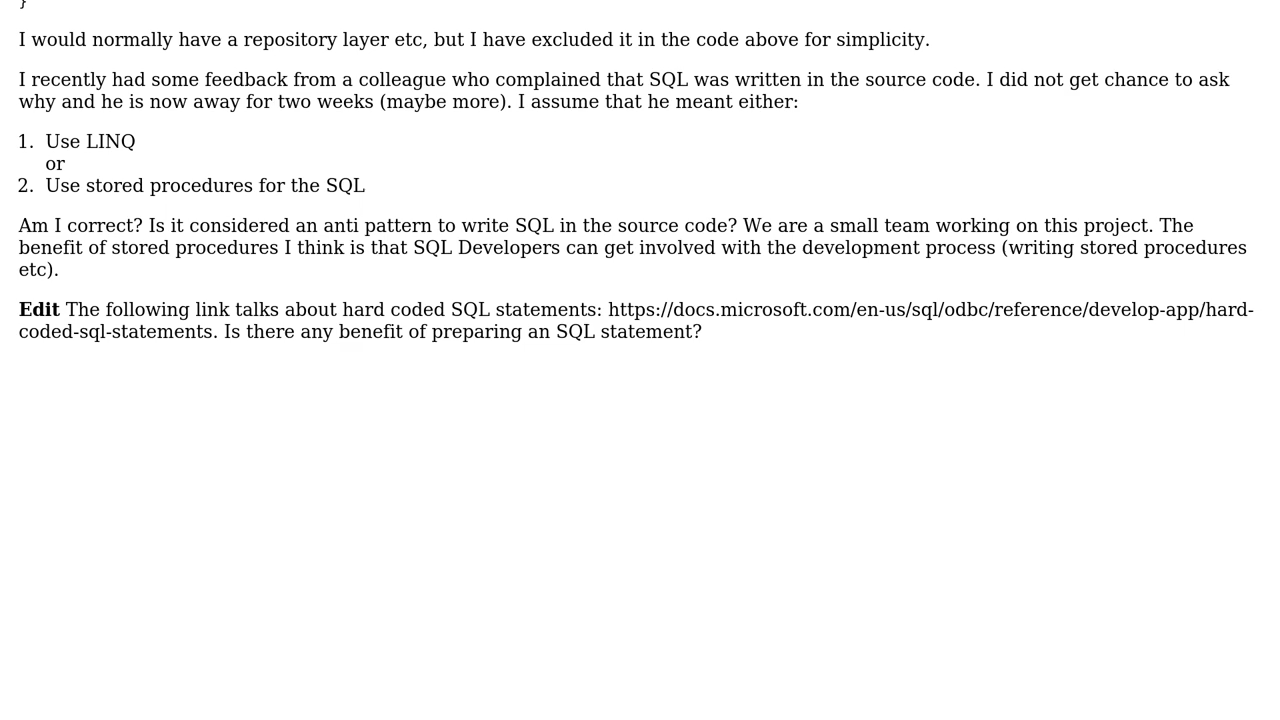 }
I would normally have a repository layer etc, but I have excluded it in the code above for simplicity.
I recently had some feedback from a colleague who complained that SQL was written in the source code. I did not get chance to ask
why and he is now away for two weeks (maybe more). I assume that he meant either:
1. Use LINQ
or
2. Use stored procedures for the SQL
Am I correct? Is it considered an anti pattern to write SQL in the source code? We are a small team working on this project. The
benefit of stored procedures I think is that SQL Developers can get involved with the development process (writing stored procedures
etc).
Edit The following link talks about hard coded SQL statements: https://docs.microsoft.com/en-us/sql/odbc/reference/develop-app/hard-
coded-sql-statements. Is there any benefit of preparing an SQL statement?